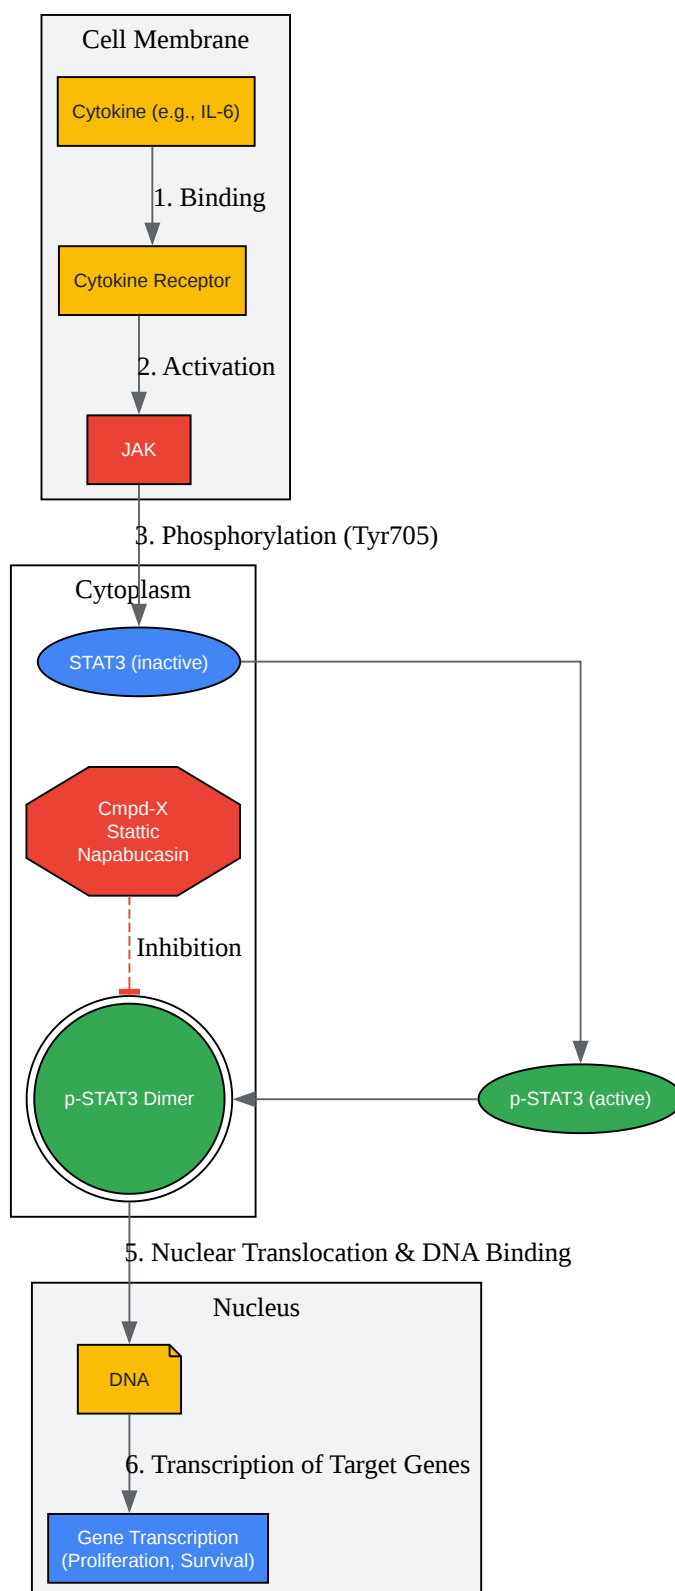 Cell Membrane
Cytokine (e.g., IL-6)
1. Binding
Cytokine Receptor
2. Activation
JAK
3. Phosphorylation (Tyr705)
Cytoplasm
STAT3 (inactive)
Cmpd-X
Stattic
Napabucasin
Inhibition
p-STAT3 Dimer
p-STAT3 (active)
5. Nuclear Translocation & DNA Binding
Nucleus
DNA
6. Transcription of Target Genes
Gene Transcription
(Proliferation, Survival)